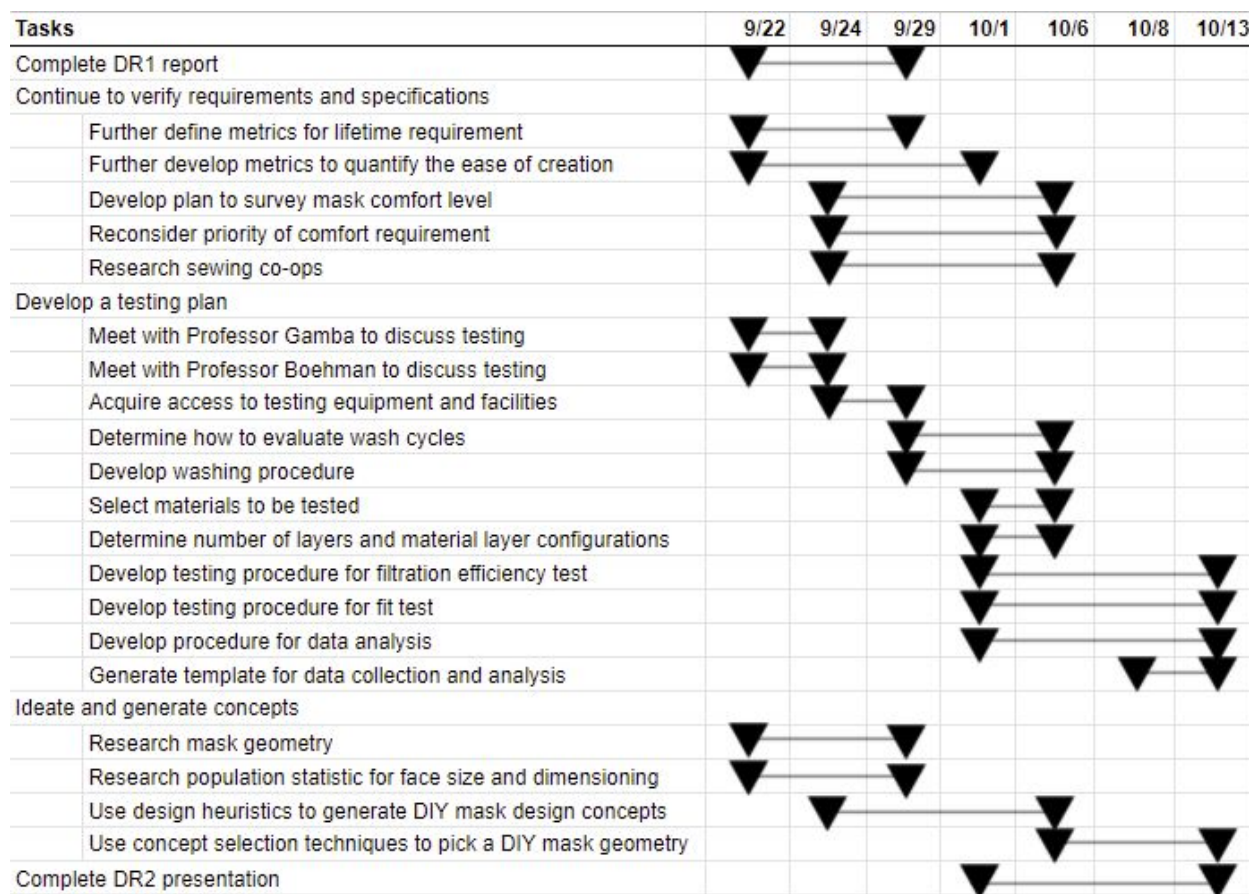 Tasks 9/22 9/24 9/29 10/1 10/6 10/8 10/13
Complete DR1 report
Continue to verify requirements and specifications
Further define metrics for lifetime requirement
Further develop metrics to quantify the ease of creation
Develop plan to survey mask comfort level
Reconsider priority of comfort requirement
Research sewing co-ops
Develop a testing plan
Meet with Professor Gamba to discuss testing
Meet with Professor Boehman to discuss testing
Acquire access to testing equipment and facilities
Determine how to evaluate wash cycles
Develop washing procedure
Select materials to be tested
Determine number of layers and material layer configurations
Develop testing procedure for filtration efficiency test
Develop testing procedure for fit test
Develop procedure for data analysis
Generate template for data collection and analysis
Ideate and generate concepts
Research mask geometry
Research population statistic for face size and dimensioning
Use design heuristics to generate DIY mask design concepts
Use concept selection techniques to pick a DIY mask geometry
Complete DR2 presentation